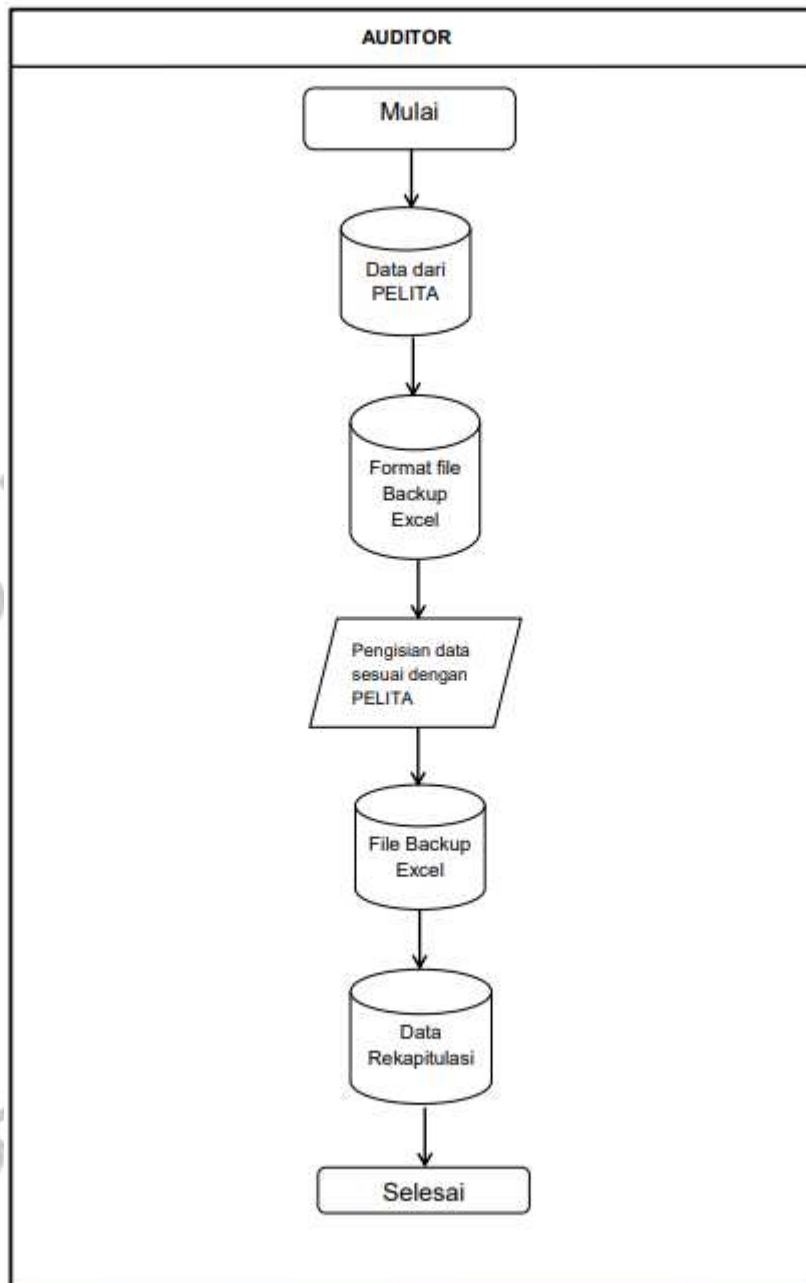 AUDITOR
Mulai
Data dari
PELITA
Format file
Backup
Excel
Pengisian data
sesuai dengan
PELITA
File Backup
Excel
Data
Rekapitulasi
Selesai